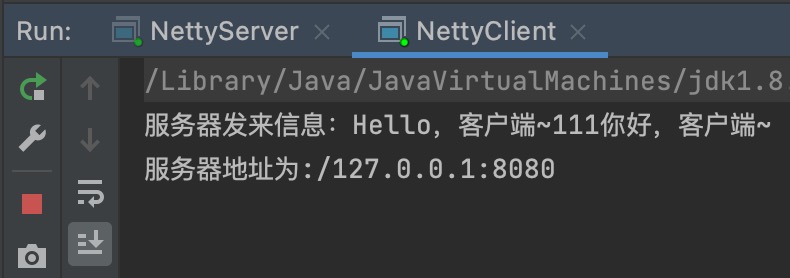 Run: NettyServer NettyClient
/Library/Java/JavaVirtualMachines/jdk1.8
服务器发来信息：Hello，客户端~111你好，客户端~
服务器地址为:/127.0.0.1:8080